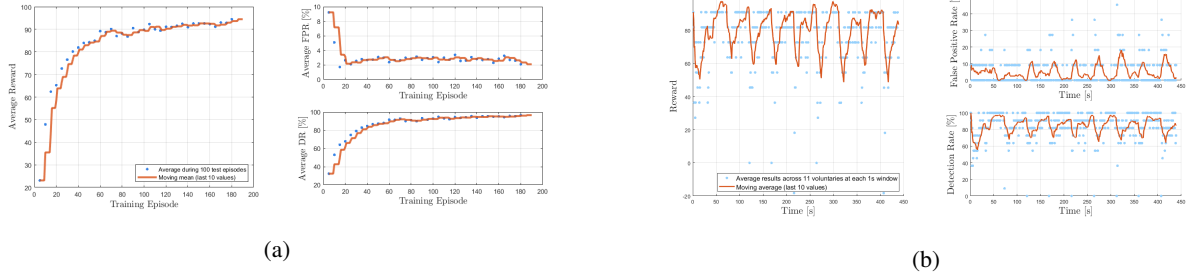 100
90
80
70
60
50
40
30
20
0 20 40 60 80 100 120 140 160 180 200
Average Reward
Training Episode
Average during 100 test episodes
Moving mean (last 10 values)
10
8
6
4
2
0
0 20 40 60 80 100 120 140 160 180 200
Average FPR [%]
Training Episode
100
80
60
40
20
0 20 40 60 80 100 120 140 160 180 200
Average DR [%]
Training Episode
(a)
80
60
40
20
0
-20
0 50 100 150 200 250 300 350 400 450
Reward
Time [s]
Average results across 11 voluntaries at each 1s window
Moving average (last 10 values)
40
30
20
10
0
0 50 100 150 200 250 300 350 400 450
False Positive Rate [%]
Time [s]
100
80
60
40
20
0
0 50 100 150 200 250 300 350 400 450
Detection Rate [%]
Time [s]
(b)